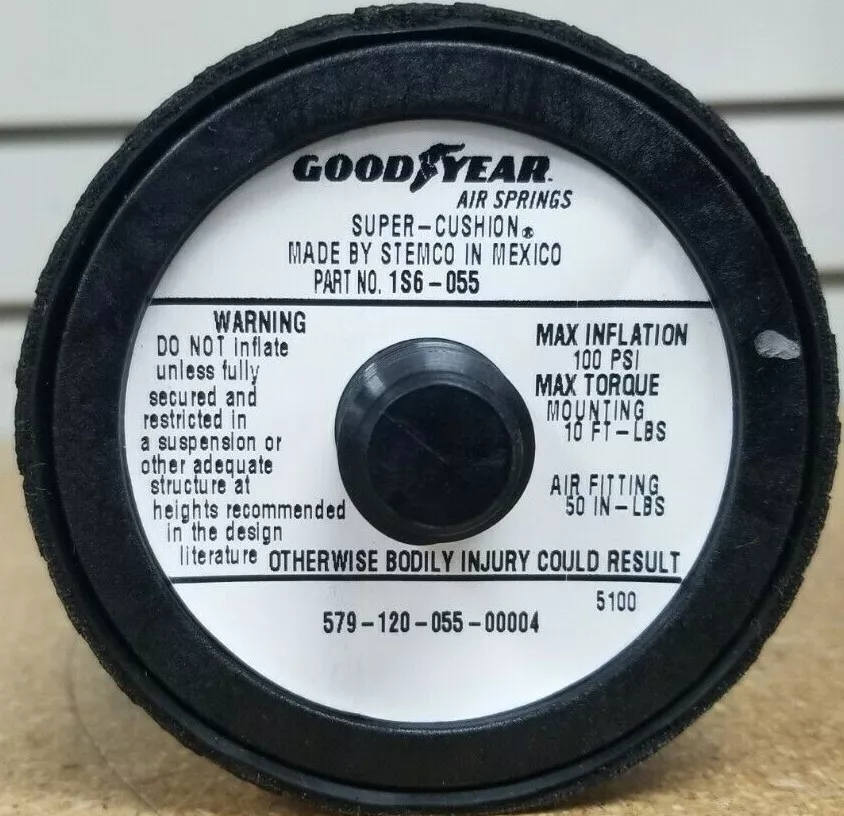 GOODYEAR
AIR SPRINGS
SUPER-CUSHION®
MADE BY STEMCO IN MEXICO
PART NO. 1S6-055
WARNING
DO NOT inflate
unless fully
secured and
restricted in
a suspension or
other adequate
structure at
heights recommended
in the design
literature OTHERWISE BODILY INJURY COULD RESULT
MAX INFLATION
100 PSI
MAX TORQUE
MOUNTING
10 FT-LBS
AIR FITTING
50 IN-LBS
5100
579-120-055-00004